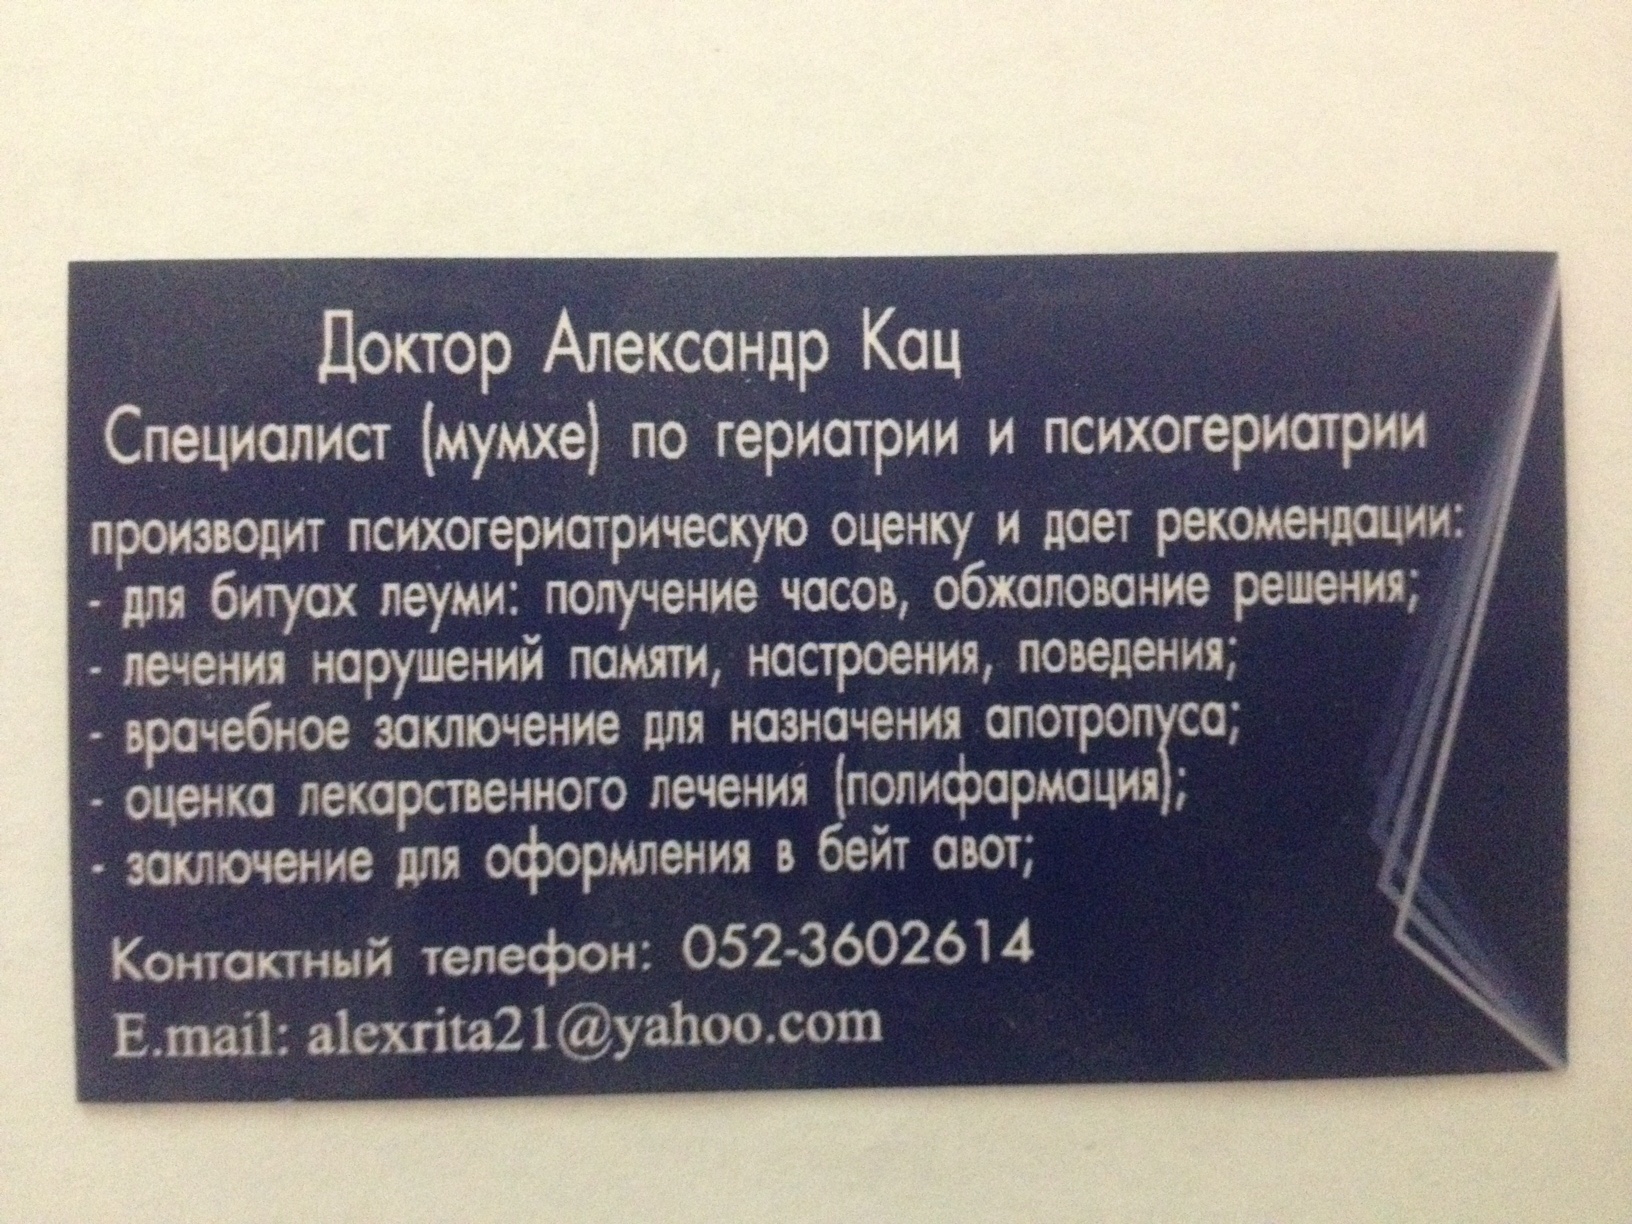 Доктор Александр Кац
Специалист (мумхе) по гериатрии и психогериатрии
производит психогериатрическую оценку и дает рекомендации:
- для битуах леуми: получение часов, обжалование решения;
- лечения нарушений памяти, настроения, поведения;
- врачебное заключение для назначения апотропуса;
- оценка лекарственного лечения (полифармация);
- заключение для оформления в бейт авот;
Контактный телефон: 052-3602614
E.mail: alexrita21@yahoo.com